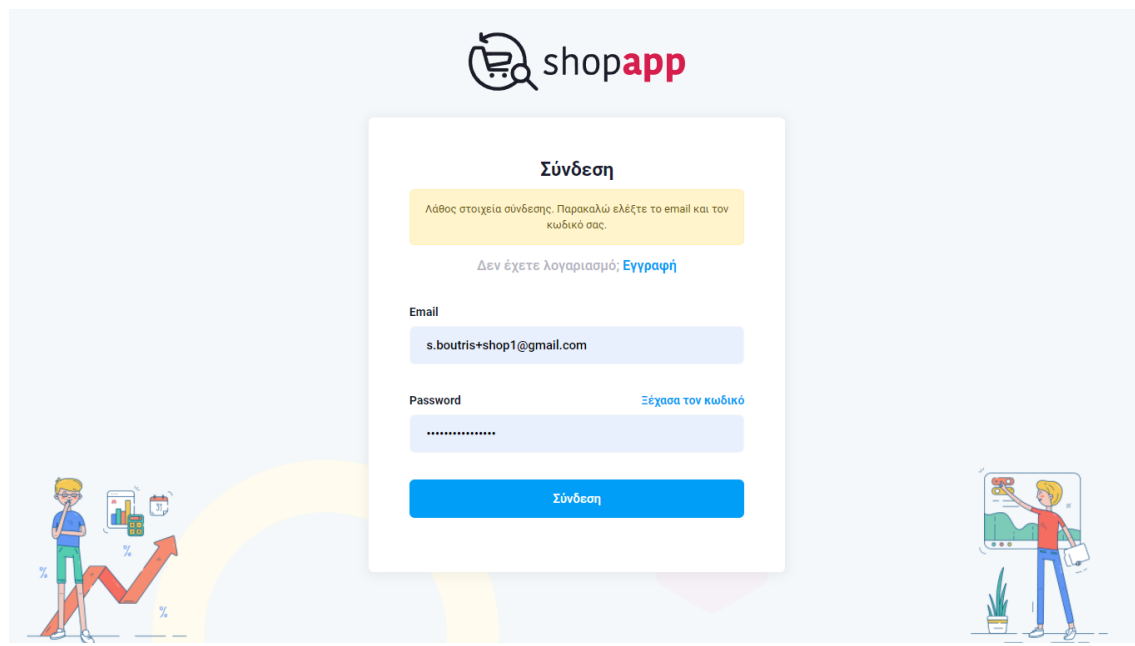 shopapp
Σύνδεση
Λάθος στοιχεία σύνδεσης. Παρακαλώ ελέξτε το email και τον
κωδικό σας.
Δεν έχετε λογαριασμό; Εγγραφή
Email
s.boutris+shop1@gmail.com
Password Ξέχασα τον κωδικό
••••••••••••••••
Σύνδεση
31
%
%
%